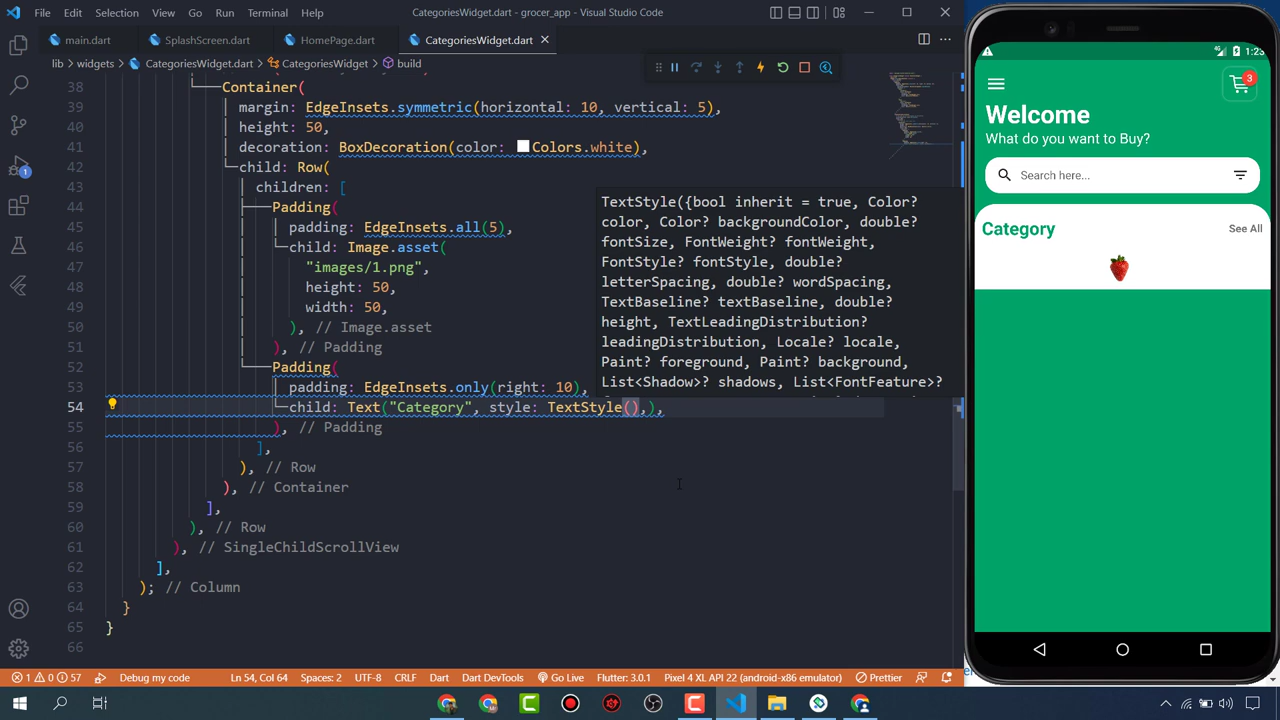 File Edit Selection View Go Run Terminal Help
CategoriesWidget.dart - grocer_app - Visual Studio Code
main.dart SplashScreen.dart HomePage.dart CategoriesWidget.dart
lib > widgets > CategoriesWidget.dart > CategoriesWidget > build
38 Container(
39 margin: EdgeInsets.symmetric(horizontal: 10, vertical: 5),
40 height: 50,
41 decoration: BoxDecoration(color: Colors.white),
42 child: Row(
43 children: [
44 Padding(
45 padding: EdgeInsets.all(5),
46 child: Image.asset(
47 "images/1.png",
48 height: 50,
49 width: 50,
50 ), // Image.asset
51 ), // Padding
52 Padding(
53 padding: EdgeInsets.only(right: 10),
54 child: Text("Category", style: TextStyle(),),
55 ), // Padding
56 ],
57 ), // Row
58 ), // Container
59 ],
60 ), // Row
61 ), // SingleChildScrollView
62 ],
63 ); // Column
64 }
65 }
66
TextStyle({bool inherit = true, Color?
color, Color? backgroundColor, double?
fontSize, FontWeight? fontWeight,
FontStyle? fontStyle, double?
letterSpacing, double? wordSpacing,
TextBaseline? textBaseline, double?
height, TextLeadingDistribution?
leadingDistribution, Locale? locale,
Paint? foreground, Paint? background,
List<Shadow>? shadows, List<FontFeature>?
1
1 0 57 Debug my code Ln 54, Col 64 Spaces: 2 UTF-8 CRLF Dart Dart DevTools Go Live Flutter: 3.0.1 Pixel 4 XL API 22 (android-x86 emulator) Prettier
1:23
3
Welcome
What do you want to Buy?
Search here...
Category See All